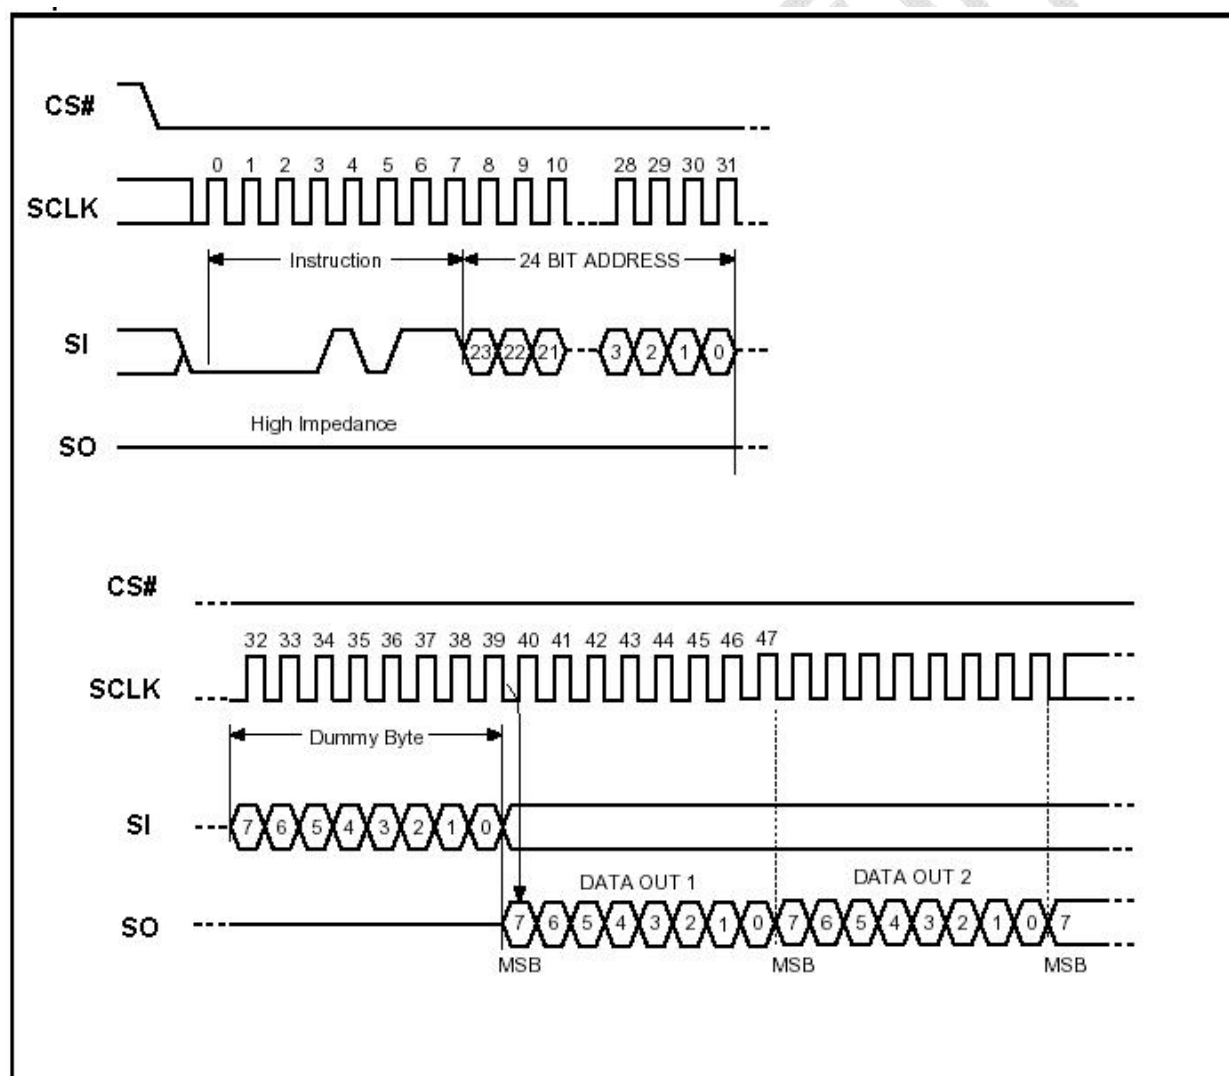 CS#
0 1 2 3 4 5 6 7 8 9 10 28 29 30 31
SCLK
Instruction 24 BIT ADDRESS
SI 23 22 21 3 2 1 0
High Impedance
SO
CS#
32 33 34 35 36 37 38 39 40 41 42 43 44 45 46 47
SCLK
Dummy Byte
SI 7 6 5 4 3 2 1 0
DATA OUT 1 DATA OUT 2
SO 7 6 5 4 3 2 1 0 7 6 5 4 3 2 1 0 7
MSB MSB MSB